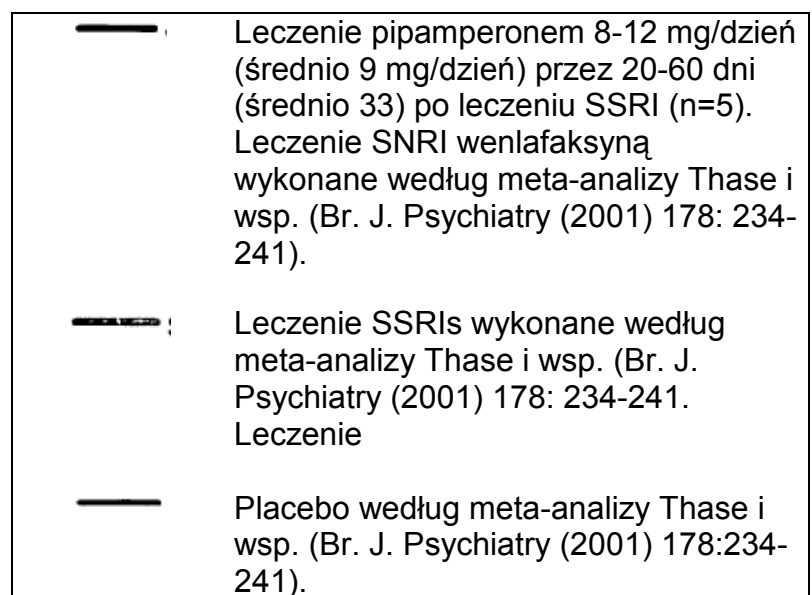 Leczenie pipamperonem 8-12 mg/dzień
(średnio 9 mg/dzień) przez 20-60 dni
(średnio 33) po leczeniu SSRI (n=5).
Leczenie SNRI wenlafaksyną
wykonane według meta-analizy Thase i
wsp. (Br. J. Psychiatry (2001) 178: 234-
241).
Leczenie SSRIs wykonane według
meta-analizy Thase i wsp. (Br. J.
Psychiatry (2001) 178: 234-241.
Leczenie
Placebo według meta-analizy Thase i
wsp. (Br. J. Psychiatry (2001) 178:234-
241).